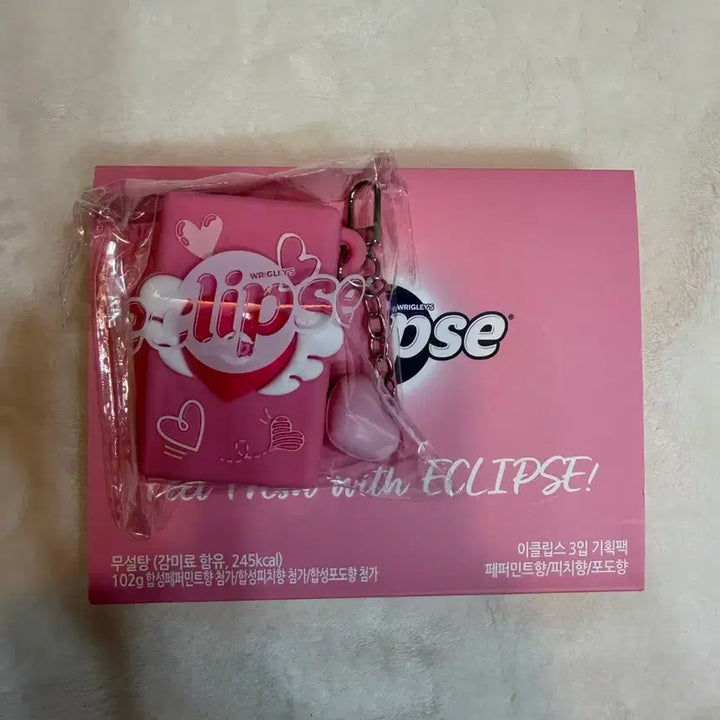 WRIGLEY'S
eclipse
WRIGLEY'S
pse
with ECLIPSE!
무설탕 (감미료 함유, 245kcal)
102g 합성페퍼민트향 첨가/합성피치향 첨가/합성포도향 첨가
이클립스 3입 기획팩
페퍼민트향/피치향/포도향